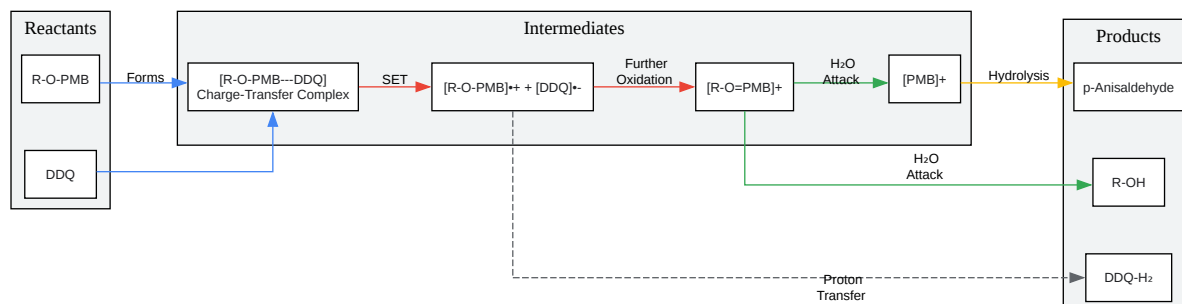 Reactants
Intermediates
Products
R-O-PMB
Forms
[R-O-PMB---DDQ]
Charge-Transfer Complex
SET
[R-O-PMB]•+ + [DDQ]•-
Further
Oxidation
[R-O=PMB]+
H₂O
Attack
[PMB]+
Hydrolysis
p-Anisaldehyde
DDQ
H₂O
Attack
R-OH
Proton
Transfer
DDQ-H₂